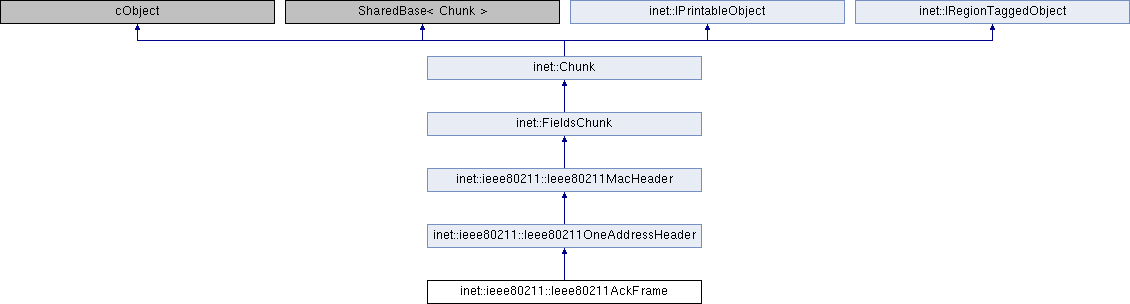 cObject
SharedBase< Chunk >
inet::IPrintableObject
inet::IRegionTaggedObject
inet::Chunk
inet::FieldsChunk
inet::ieee80211::Ieee80211MacHeader
inet::ieee80211::Ieee80211OneAddressHeader
inet::ieee80211::Ieee80211AckFrame